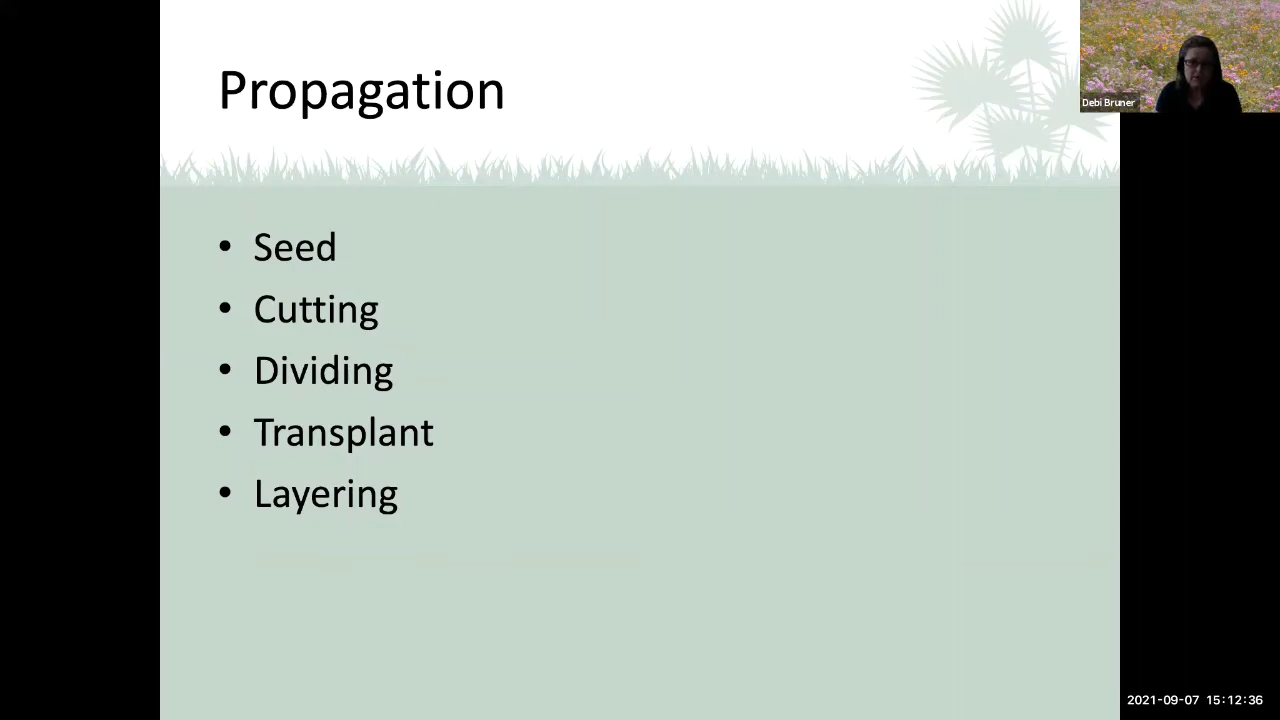 Propagation
Debi Bruner
• Seed
• Cutting
• Dividing
• Transplant
• Layering
2021-09-07 15:12:36